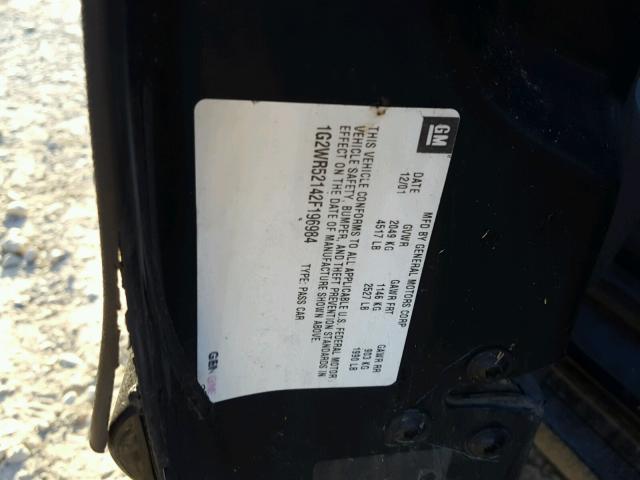 GM
MFD BY GENERAL MOTORS CORP
DATE GVWR GAWR FRT GAWR RR
12/01 2049 KG 1146 KG 903 KG
4517 LB 2527 LB 1990 LB
THIS VEHICLE CONFORMS TO ALL APPLICABLE U.S. FEDERAL MOTOR
VEHICLE SAFETY, BUMPER, AND THEFT PREVENTION STANDARDS IN
EFFECT ON THE DATE OF MANUFACTURE SHOWN ABOVE.
1G2WR52142F196984 TYPE: PASS CAR